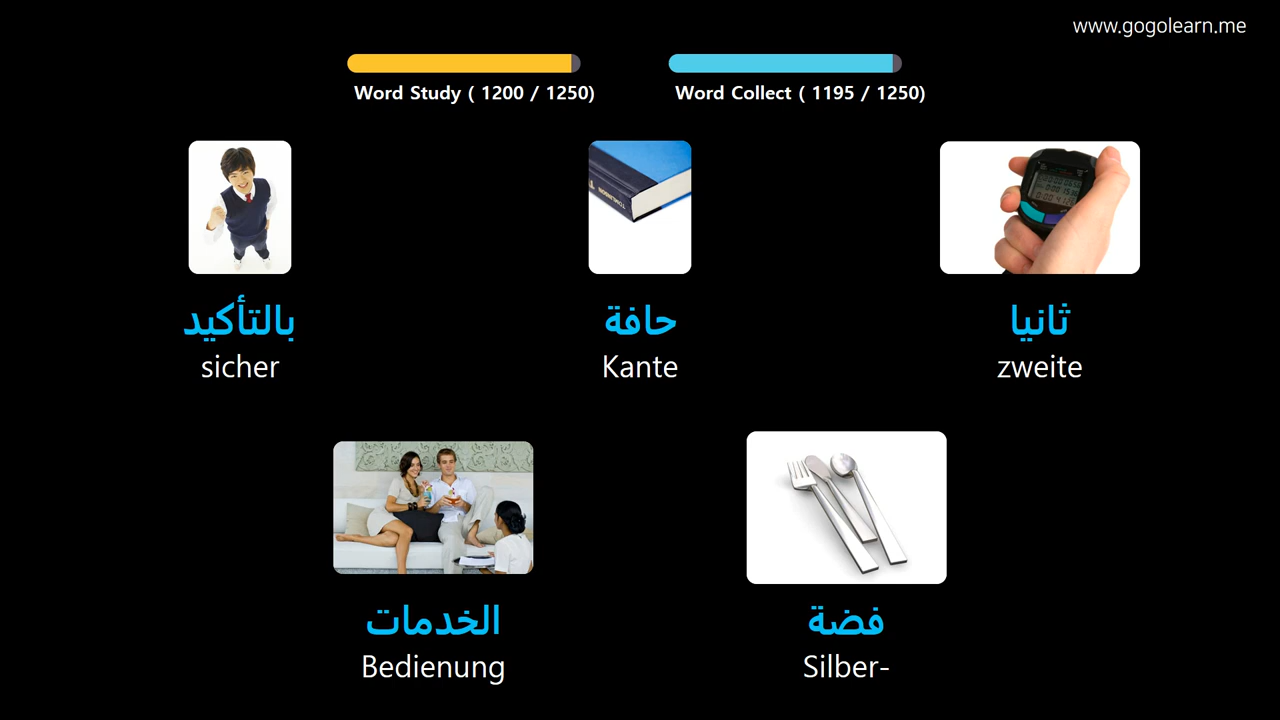 www.gogolearn.me
Word Study ( 1200 / 1250)
Word Collect ( 1195 / 1250)
TOMLINSON
بالتأكيد
sicher
حافة
Kante
ثانيا
zweite
الخدمات
Bedienung
فضة
Silber-